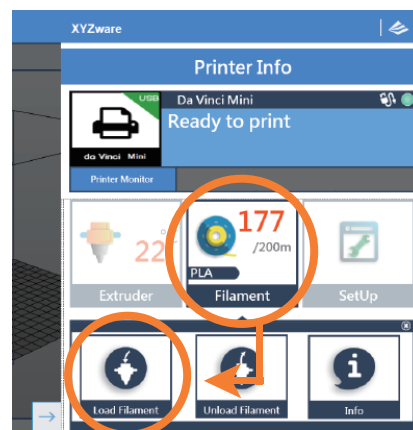 XYZware
Printer Info
USB
Da Vinci Mini
Ready to print
da Vinci Mini
Printer Monitor
22°
177
/200m
PLA
Extruder
Filament
SetUp
Load Filament
Unload Filament
Info